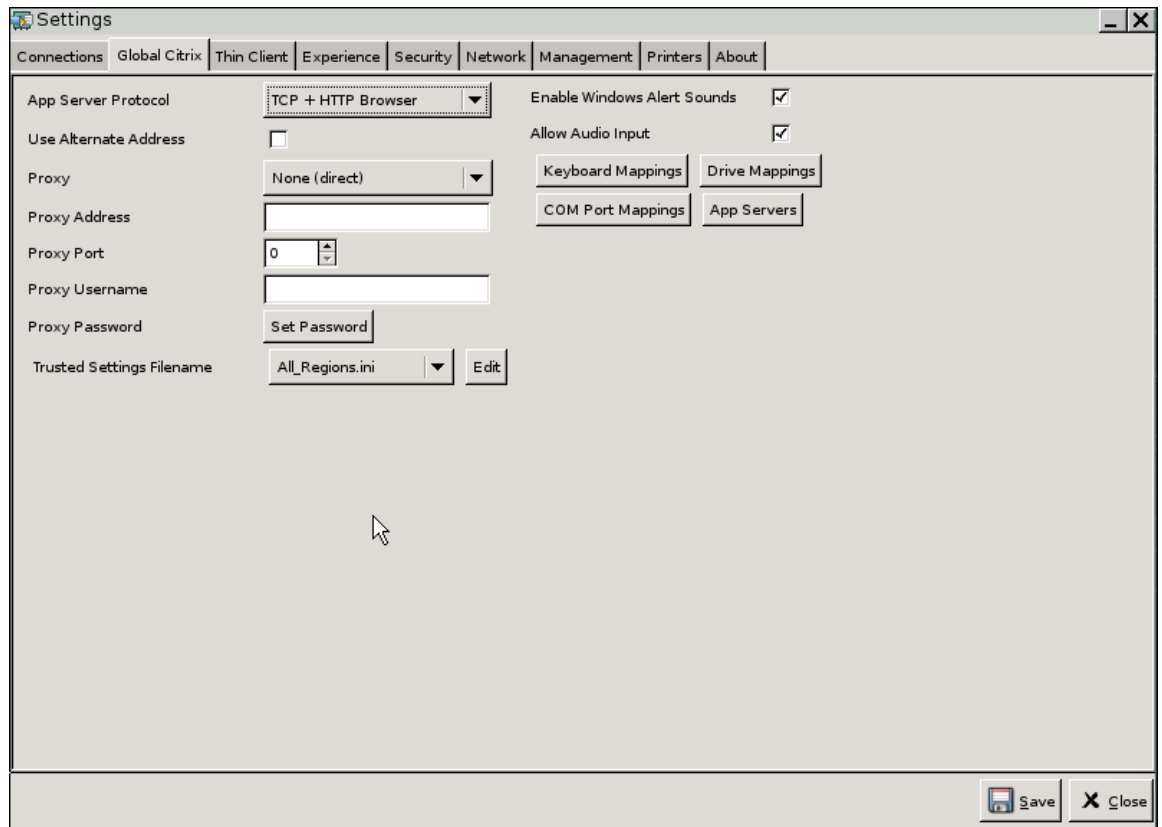 Settings
Connections Global Citrix Thin Client Experience Security Network Management Printers About
App Server Protocol TCP + HTTP Browser
Use Alternate Address
Proxy None (direct)
Proxy Address
Proxy Port 0
Proxy Username
Proxy Password Set Password
Trusted Settings Filename All_Regions.ini Edit
Enable Windows Alert Sounds
Allow Audio Input
Keyboard Mappings Drive Mappings
COM Port Mappings App Servers
Save Close